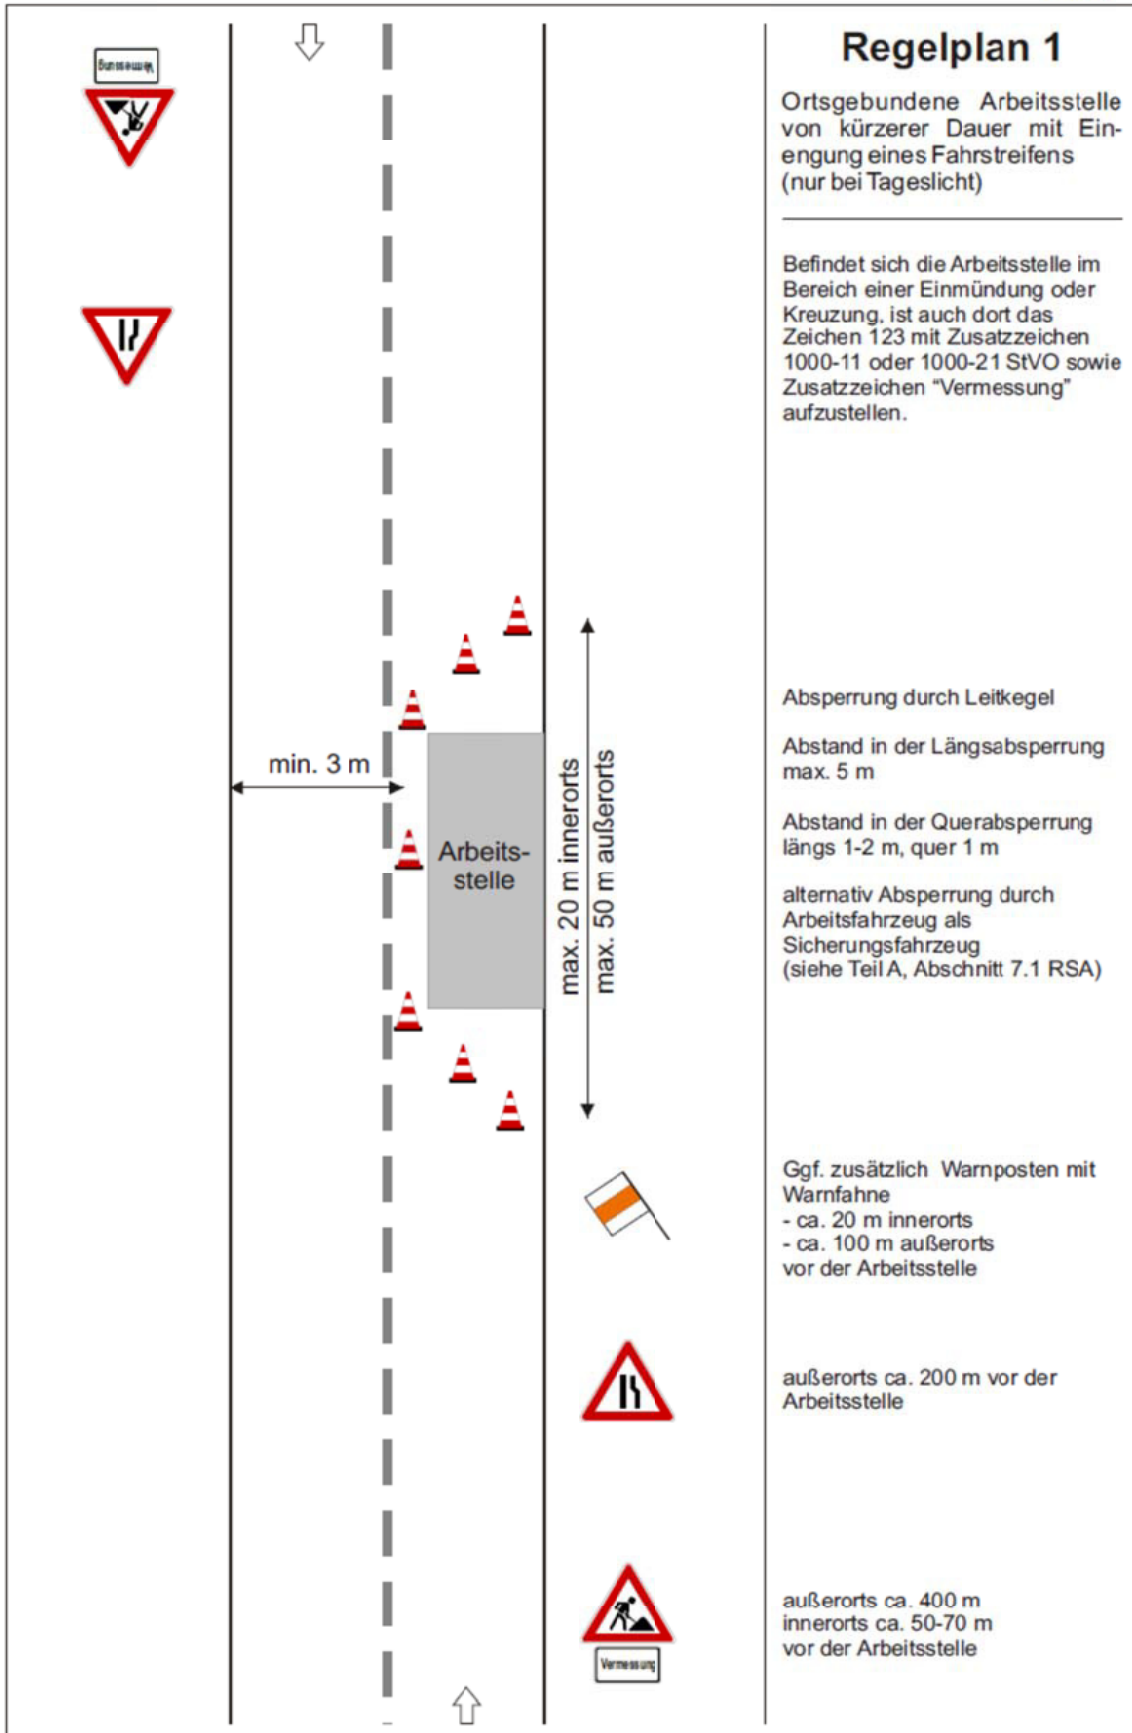 Regelplan 1
Ortsgebundene Arbeitsstelle
von kürzerer Dauer mit Ein-
engung eines Fahrstreifens
(nur bei Tageslicht)
Befindet sich die Arbeitsstelle im
Bereich einer Einmündung oder
Kreuzung, ist auch dort das
Zeichen 123 mit Zusatzzeichen
1000-11 oder 1000-21 StVO sowie
Zusatzzeichen “Vermessung”
aufzustellen.
Vermessung
min. 3 m
Arbeits-
stelle
max. 20 m innerorts
max. 50 m außerorts
Absperrung durch Leitkegel
Abstand in der Längsabsperrung
max. 5 m
Abstand in der Querabsperrung
längs 1-2 m, quer 1 m
alternativ Absperrung durch
Arbeitsfahrzeug als
Sicherungsfahrzeug
(siehe Teil A, Abschnitt 7.1 RSA)
Ggf. zusätzlich Warnposten mit
Warnfahne
- ca. 20 m innerorts
- ca. 100 m außerorts
vor der Arbeitsstelle
außerorts ca. 200 m vor der
Arbeitsstelle
außerorts ca. 400 m
innerorts ca. 50-70 m
vor der Arbeitsstelle
Vermessung